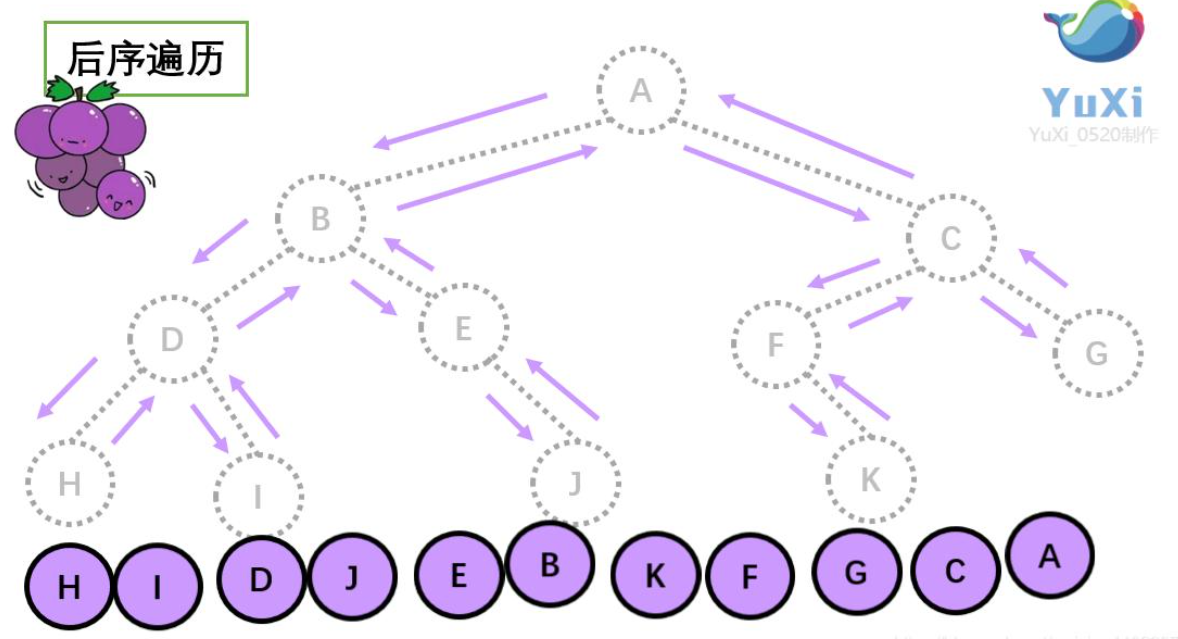 后序遍历
YuXi
YuXi_0520制作
A
B
C
D
E
F
G
H
I
J
K
H I D J E B K F G C A